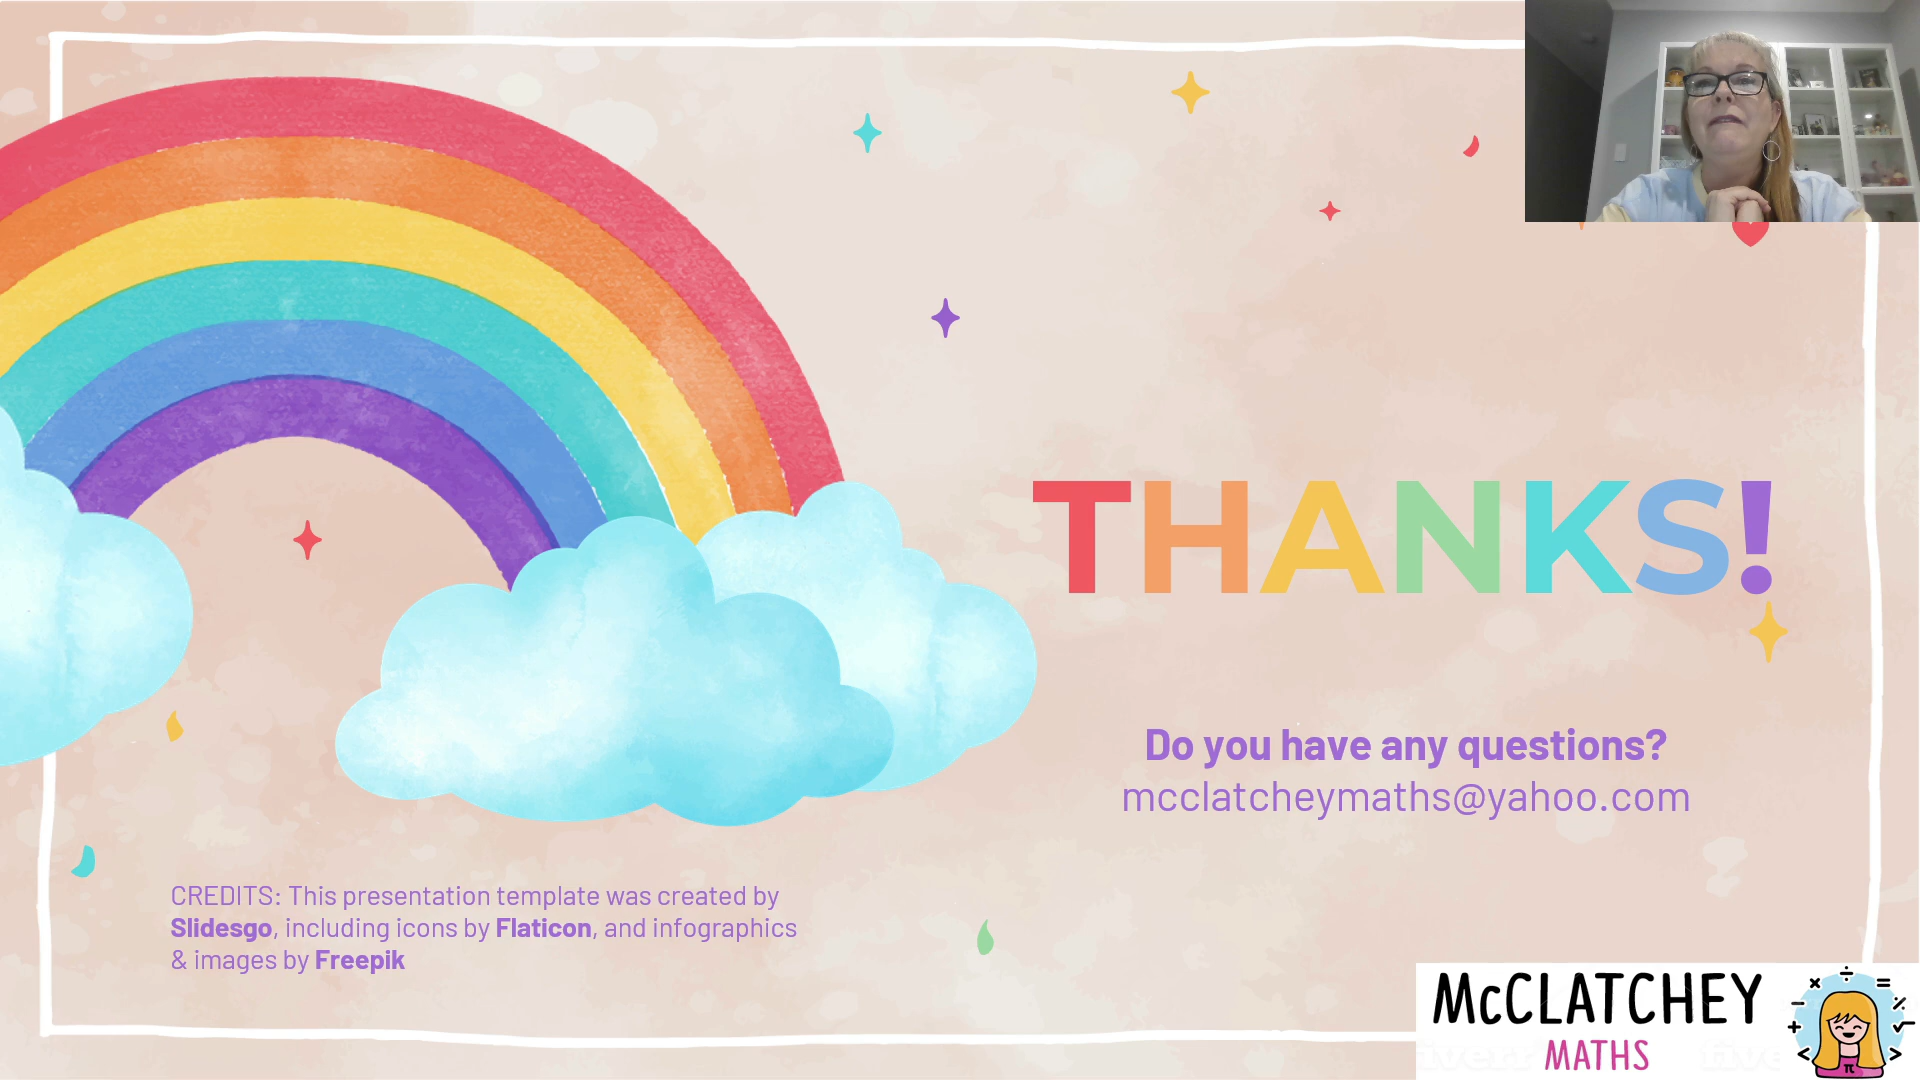 THANKS!
Do you have any questions?
mcclatcheymaths@yahoo.com
CREDITS: This presentation template was created by
Slidesgo, including icons by Flaticon, and infographics
& images by Freepik
McCLATCHEY
MATHS
π